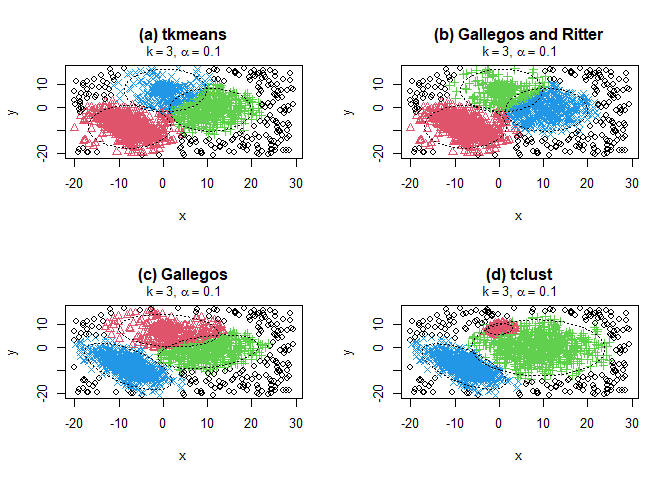 (a) tkmeans
k = 3, α = 0.1
y
10
0
-20
-20 -10 0 10 20 30
x
(b) Gallegos and Ritter
k = 3, α = 0.1
y
10
0
-20
-20 -10 0 10 20 30
x
(c) Gallegos
k = 3, α = 0.1
y
10
0
-20
-20 -10 0 10 20 30
x
(d) tclust
k = 3, α = 0.1
y
10
0
-20
-20 -10 0 10 20 30
x